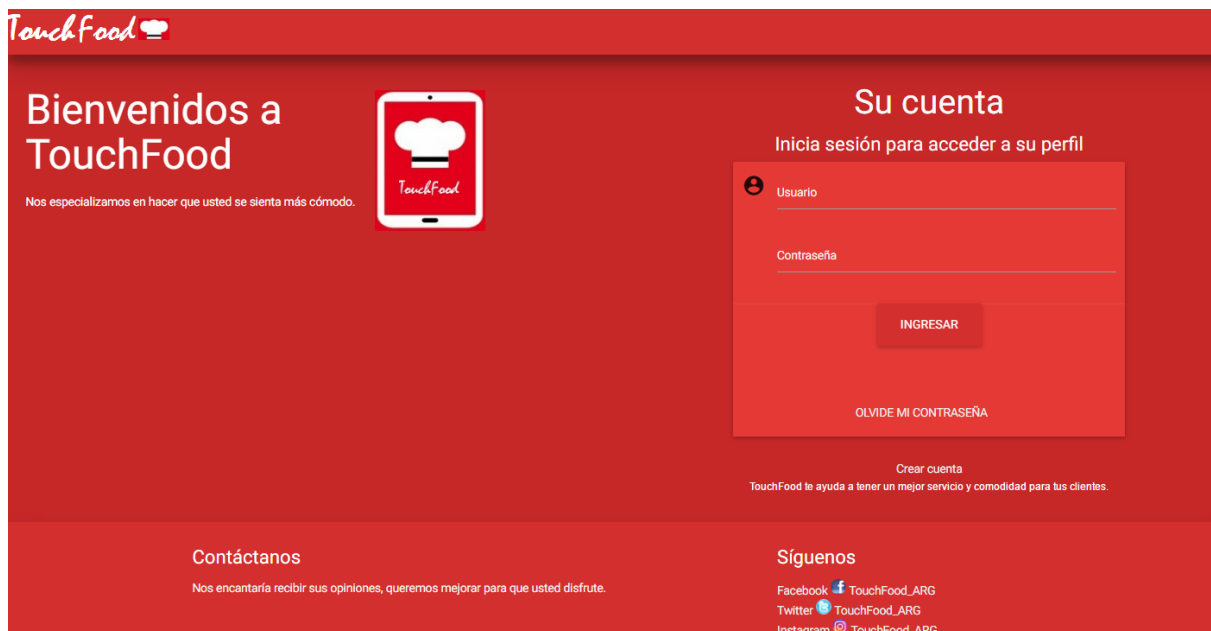 TouchFood
Bienvenidos a
TouchFood
Nos especializamos en hacer que usted se sienta más cómodo.
TouchFood
Su cuenta
Inicia sesión para acceder a su perfil
Usuario
Contraseña
INGRESAR
OLVIDE MI CONTRASEÑA
Crear cuenta
TouchFood te ayuda a tener un mejor servicio y comodidad para tus clientes.
Contáctanos
Nos encantaría recibir sus opiniones, queremos mejorar para que usted disfrute.
Síguenos
Facebook TouchFood_ARG
Twitter TouchFood_ARG
Instagram TouchFood_ARG